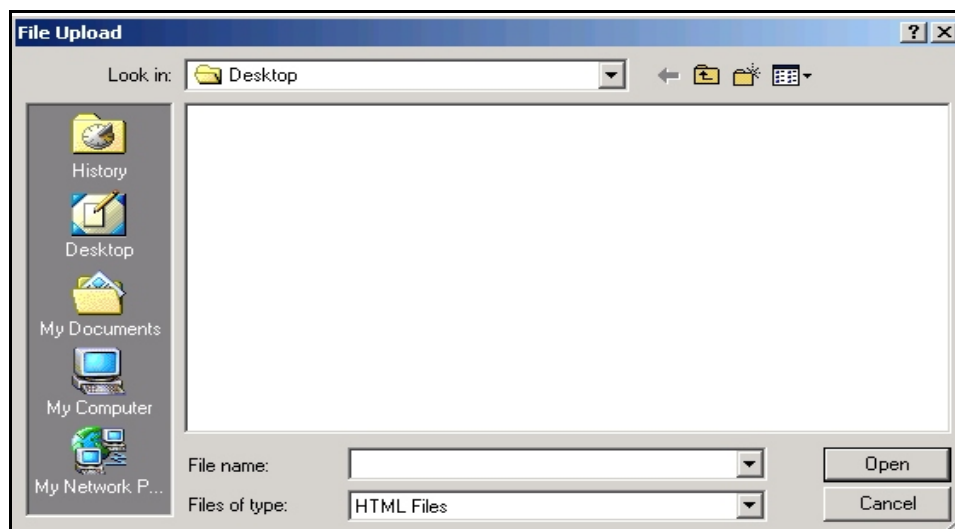 File Upload
Look in: Desktop
History
Desktop
My Documents
My Computer
My Network P...
File name:
Open
Files of type: HTML Files
Cancel